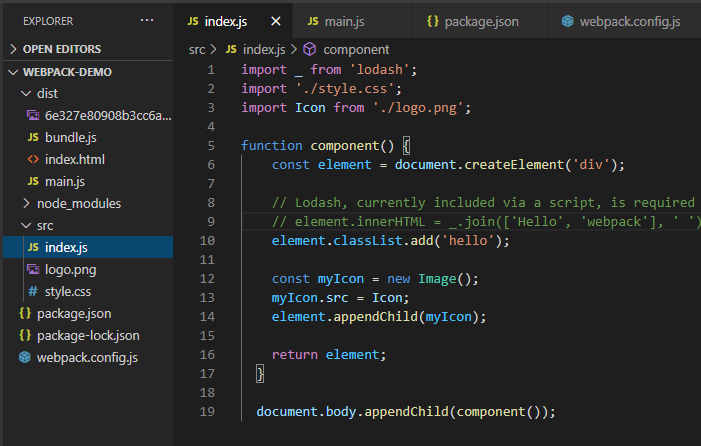 EXPLORER ...
OPEN EDITORS
WEBPACK-DEMO
dist
6e327e80908b3cc6a...
JS bundle.js
<> index.html
JS main.js
node_modules
src
JS index.js
logo.png
# style.css
{} package.json
{} package-lock.json
webpack.config.js
JS index.js × JS main.js {} package.json webpack.config.js
src > JS index.js > component
1 import _ from 'lodash';
2 import './style.css';
3 import Icon from './logo.png';
4
5 function component() {
6 const element = document.createElement('div');
7
8 // Lodash, currently included via a script, is required
9 // element.innerHTML = _.join(['Hello', 'webpack'], ' ')
10 element.classList.add('hello');
11
12 const myIcon = new Image();
13 myIcon.src = Icon;
14 element.appendChild(myIcon);
15
16 return element;
17 }
18
19 document.body.appendChild(component());